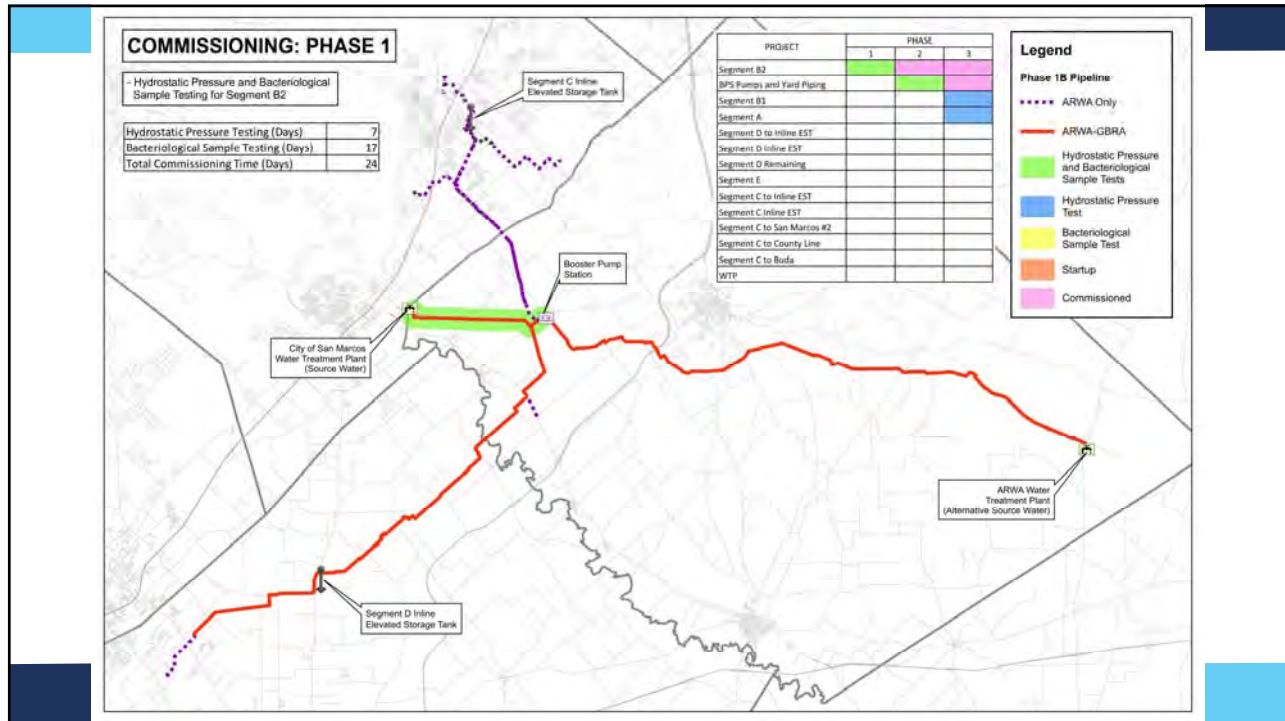 COMMISSIONING: PHASE 1
- Hydrostatic Pressure and Bacteriological
Sample Testing for Segment B2
Hydrostatic Pressure Testing (Days) 7
Bacteriological Sample Testing (Days) 17
Total Commissioning Time (Days) 24
Segment C Inline
Elevated Storage Tank
Booster Pump
Station
City of San Marcos
Water Treatment Plant
(Source Water)
Segment D Inline
Elevated Storage Tank
ARWA Water
Treatment Plant
(Alternative Source Water)
PROJECT PHASE
1 2 3
Segment B2
BPS Pumps and Yard Piping
Segment B1
Segment A
Segment D to Inline EST
Segment D Inline EST
Segment D Remaining
Segment E
Segment C to Inline EST
Segment C Inline EST
Segment C to San Marcos #2
Segment C to County Line
Segment C to Buda
WTP
Legend
Phase 1B Pipeline
ARWA Only
ARWA-GBRA
Hydrostatic Pressure
and Bacteriological
Sample Tests
Hydrostatic Pressure
Test
Bacteriological
Sample Test
Startup
Commissioned